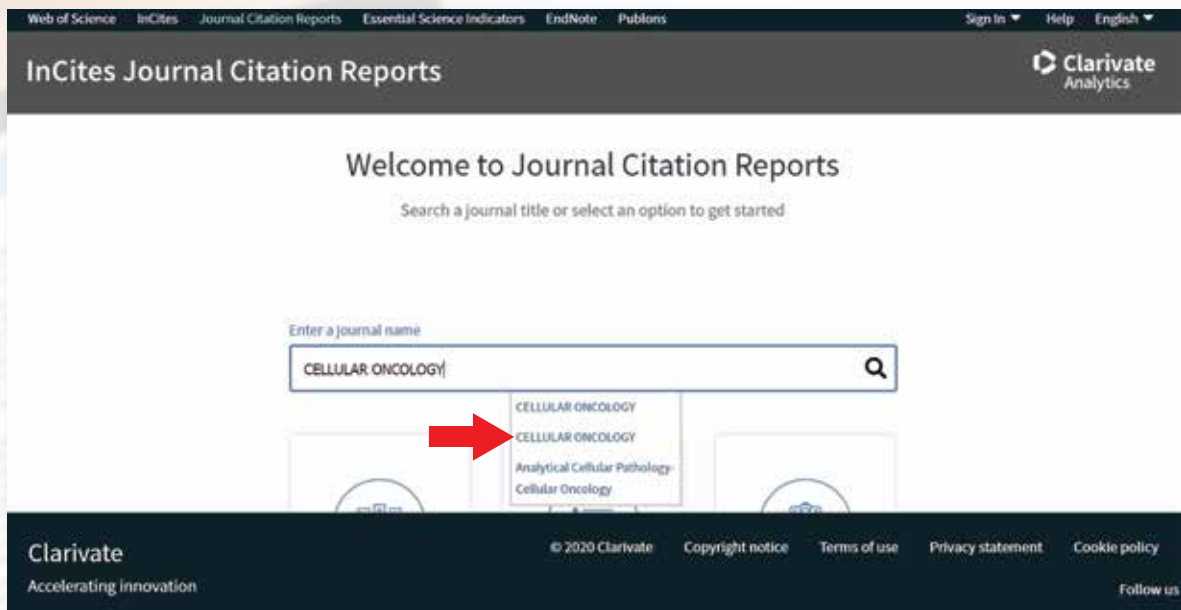 Web of Science InCites Journal Citation Reports Essential Science Indicators EndNote Publons Sign In Help English
InCites Journal Citation Reports
Clarivate
Analytics
Welcome to Journal Citation Reports
Search a journal title or select an option to get started
Enter a journal name
CELLULAR ONCOLOGY
CELLULAR ONCOLOGY
CELLULAR ONCOLOGY
Analytical Cellular Pathology-
Cellular Oncology
Clarivate
© 2020 Clarivate Copyright notice Terms of use Privacy statement Cookie policy
Accelerating innovation
Follow us